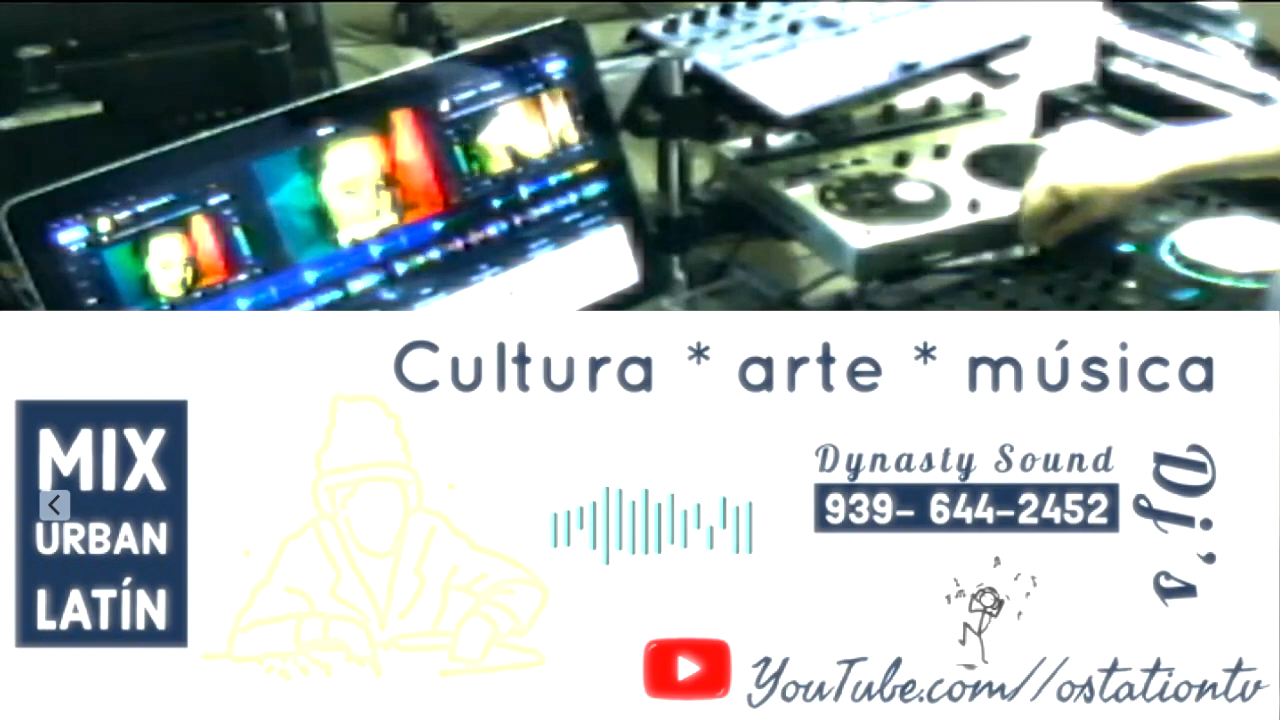 Cultura * arte * música
MIX
URBAN
LATÍN
Dynasty Sound
939- 644-2452
Dj's
YouTube.com//ostationtv